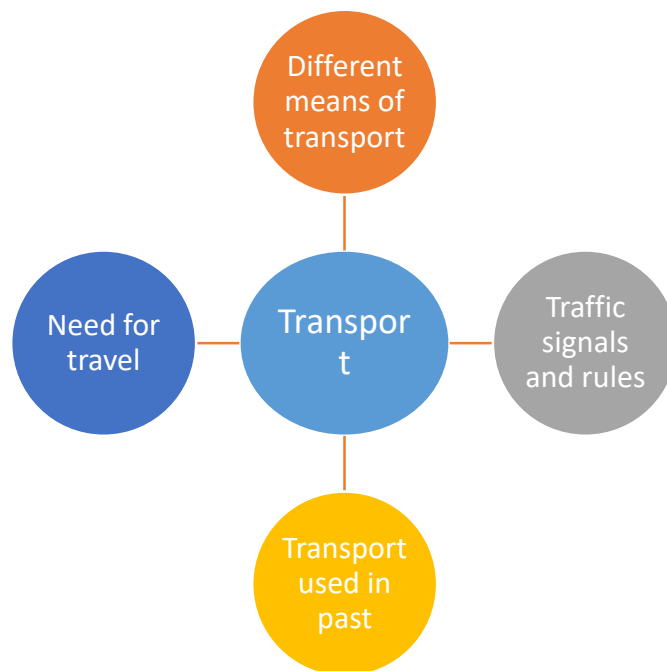 Different
means of
transport
Need for
travel
Transpor
t
Traffic
signals
and rules
Transport
used in
past